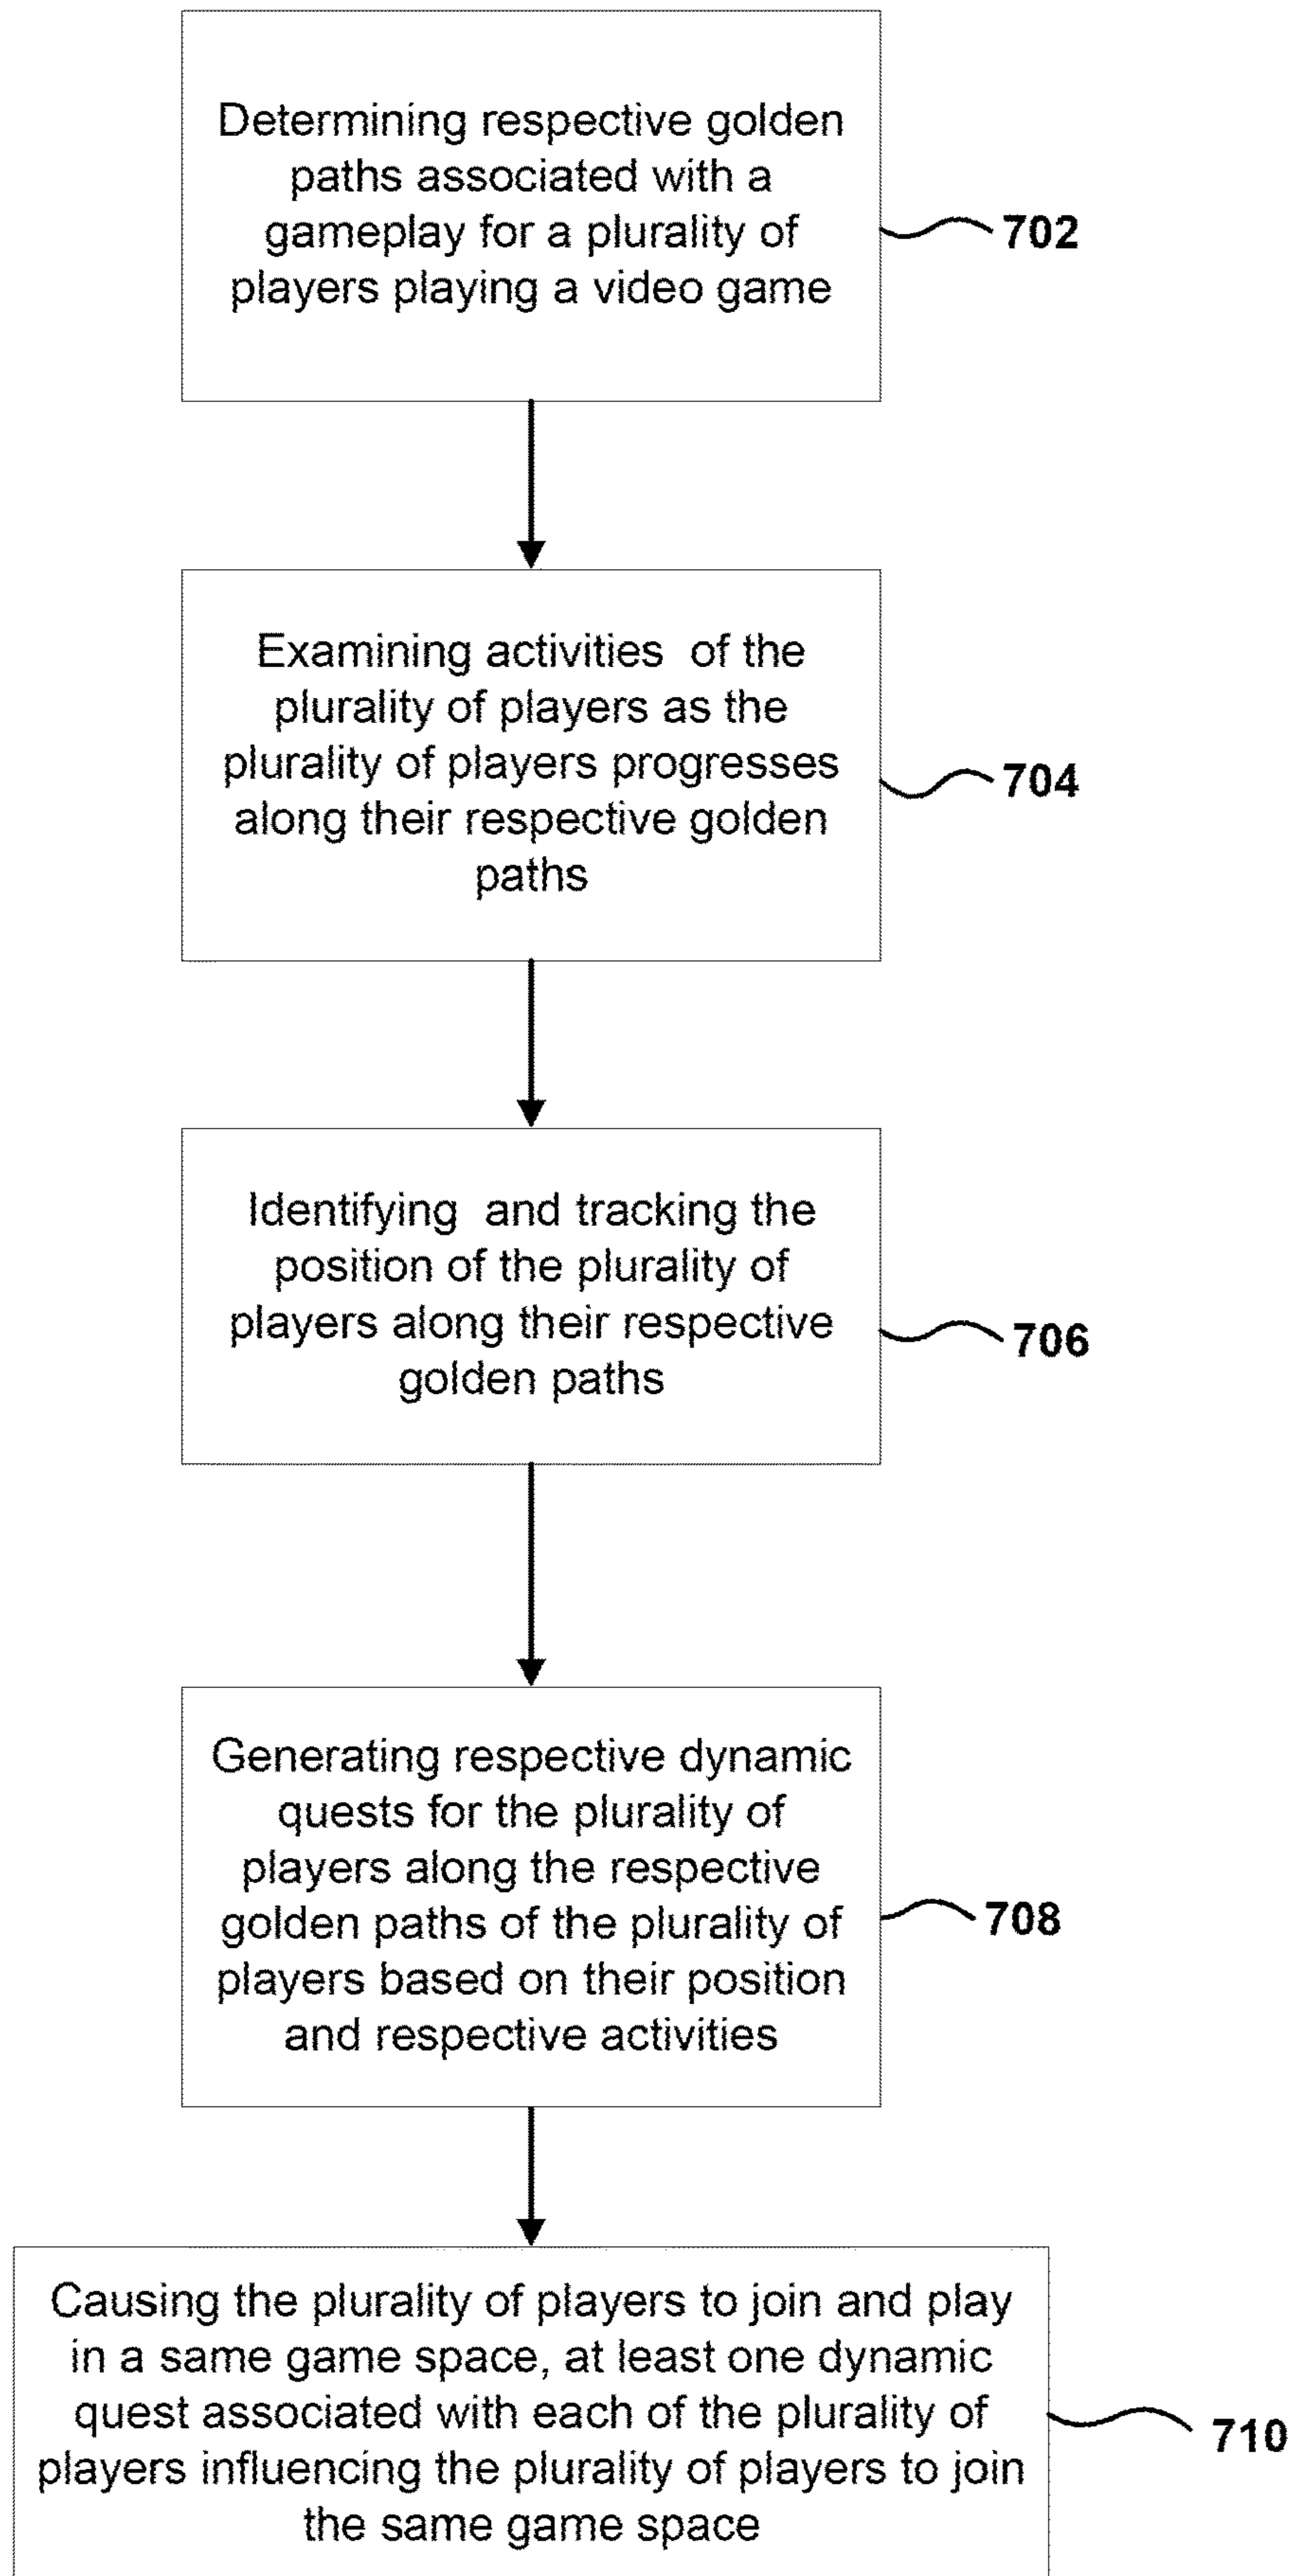 Determining respective golden
paths associated with a
gameplay for a plurality of
players playing a video game
702
Examining activities of the
plurality of players as the
plurality of players progresses
along their respective golden
paths
704
Identifying and tracking the
position of the plurality of
players along their respective
golden paths
706
Generating respective dynamic
quests for the plurality of
players along the respective
golden paths of the plurality of
players based on their position
and respective activities
708
Causing the plurality of players to join and play
in a same game space, at least one dynamic
quest associated with each of the plurality of
players influencing the plurality of players to join
the same game space
710